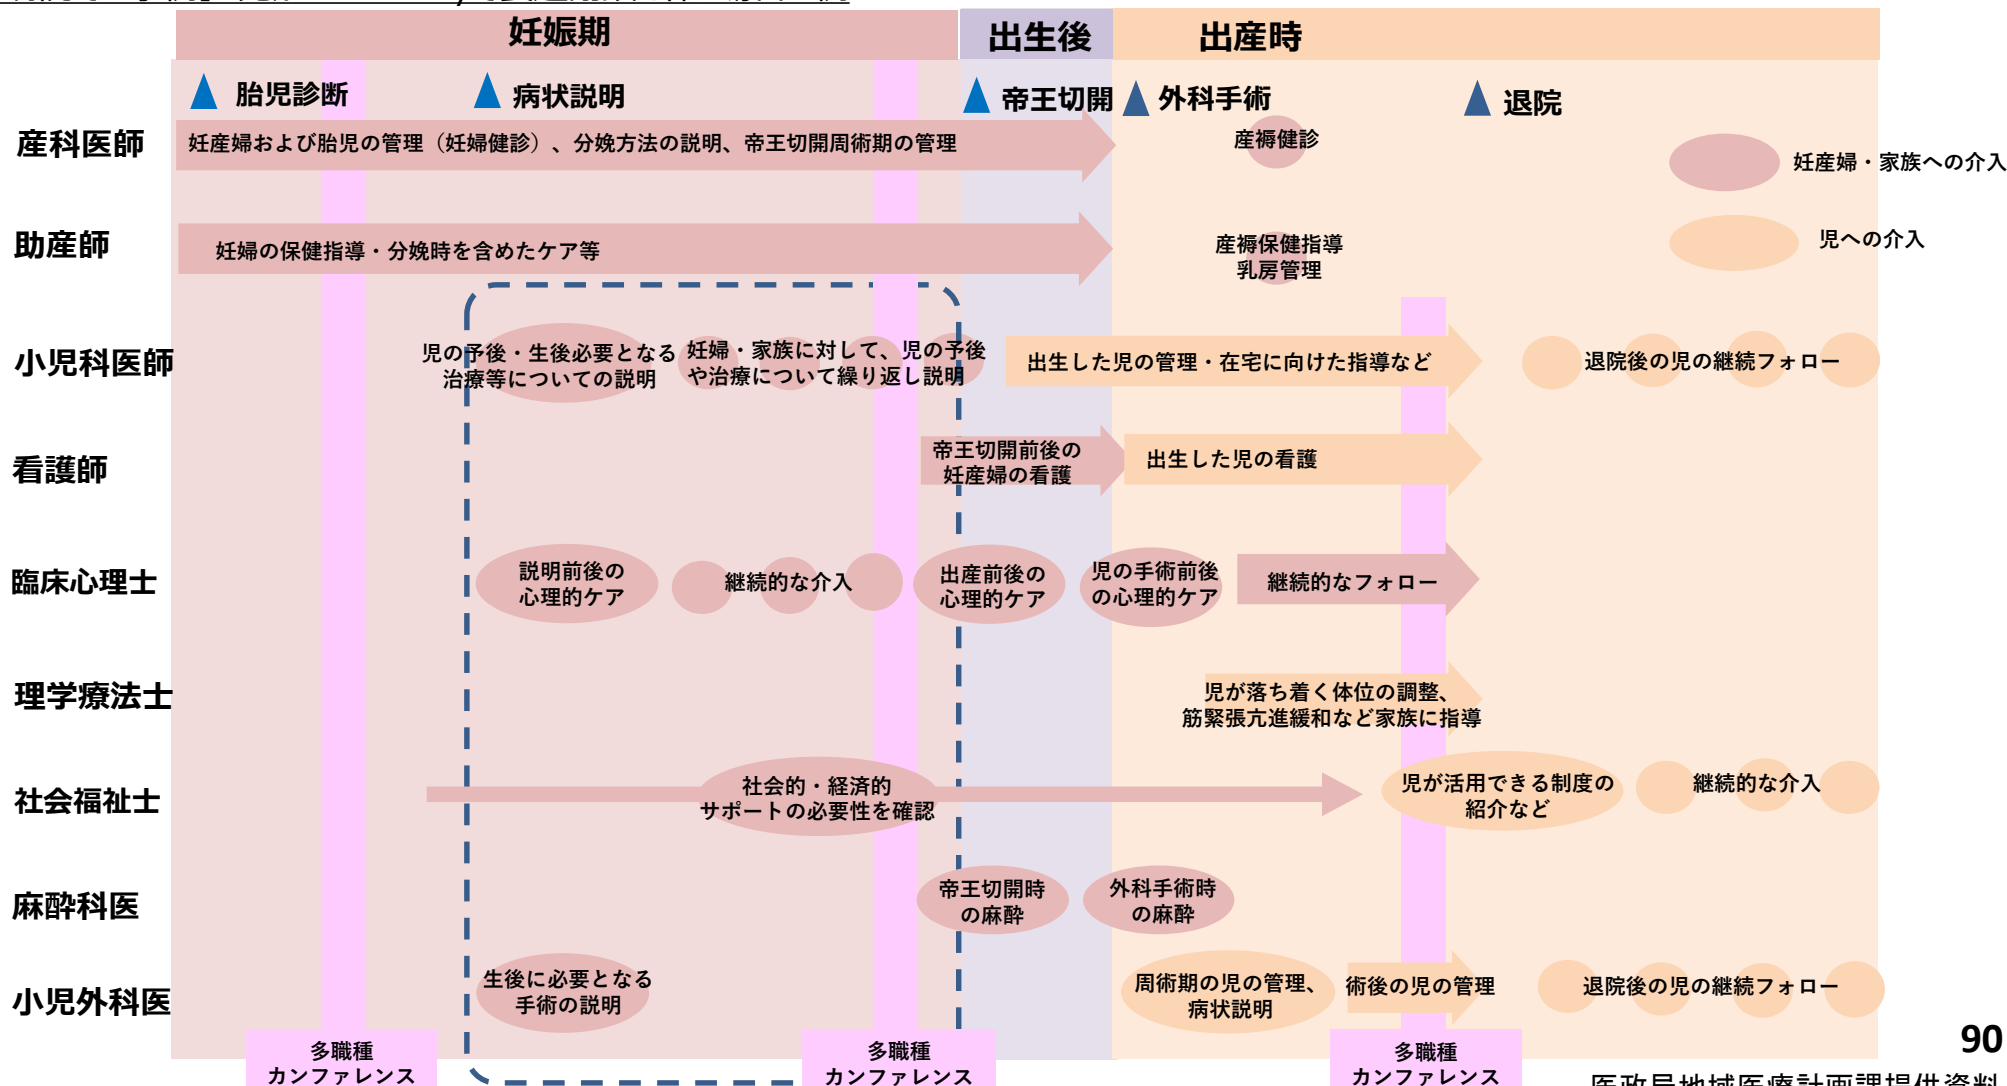 妊娠期
出生後
出産時
胎児診断
病状説明
帝王切開
外科手術
退院
産科医師
妊産婦および胎児の管理（妊婦健診）、分娩方法の説明、帝王切開周術期の管理
産褥健診
妊産婦・家族への介入
助産師
妊婦の保健指導・分娩時を含めたケア等
産褥保健指導
乳房管理
児への介入
小児科医師
児の予後・生後必要となる
治療等についての説明
妊婦・家族に対して、児の予後
や治療について繰り返し説明
出生した児の管理・在宅に向けた指導など
退院後の児の継続フォロー
看護師
帝王切開前後の
妊産婦の看護
出生した児の看護
臨床心理士
説明前後の
心理的ケア
継続的な介入
出産前後の
心理的ケア
児の手術前後
の心理的ケア
継続的なフォロー
理学療法士
児が落ち着く体位の調整、
筋緊張亢進緩和など家族に指導
社会福祉士
社会的・経済的
サポートの必要性を確認
児が活用できる制度の
紹介など
継続的な介入
麻酔科医
帝王切開時
の麻酔
外科手術時
の麻酔
小児外科医
生後に必要となる
手術の説明
周術期の児の管理、
病状説明
術後の児の管理
退院後の児の継続フォロー
多職種
カンファレンス
多職種
カンファレンス
多職種
カンファレンス
90
医政局地域医療計画課提供資料